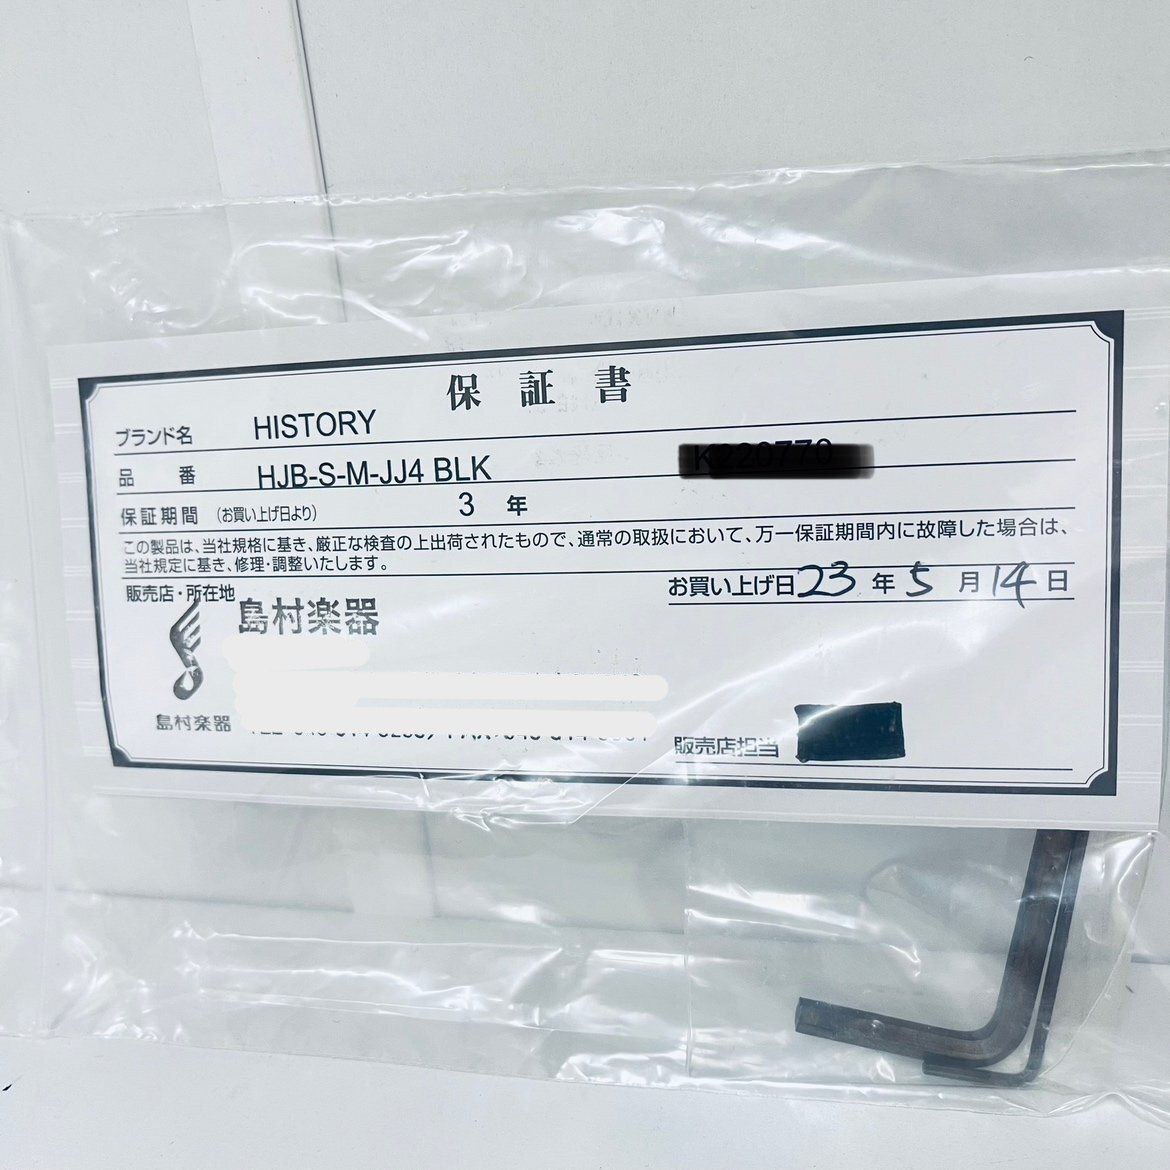 保証書
ブランド名 HISTORY
品番 HJB-S-M-JJ4 BLK K220770
保証期間 (お買い上げ日より) 3年
この製品は、当社規格に基き、厳正な検査の上出荷されたもので、通常の取扱において、万一保証期間内に故障した場合は、
当社規定に基き、修理・調整いたします。
お買い上げ日 23年5月14日
販売店・所在地
島村楽器
島村楽器
販売店担当